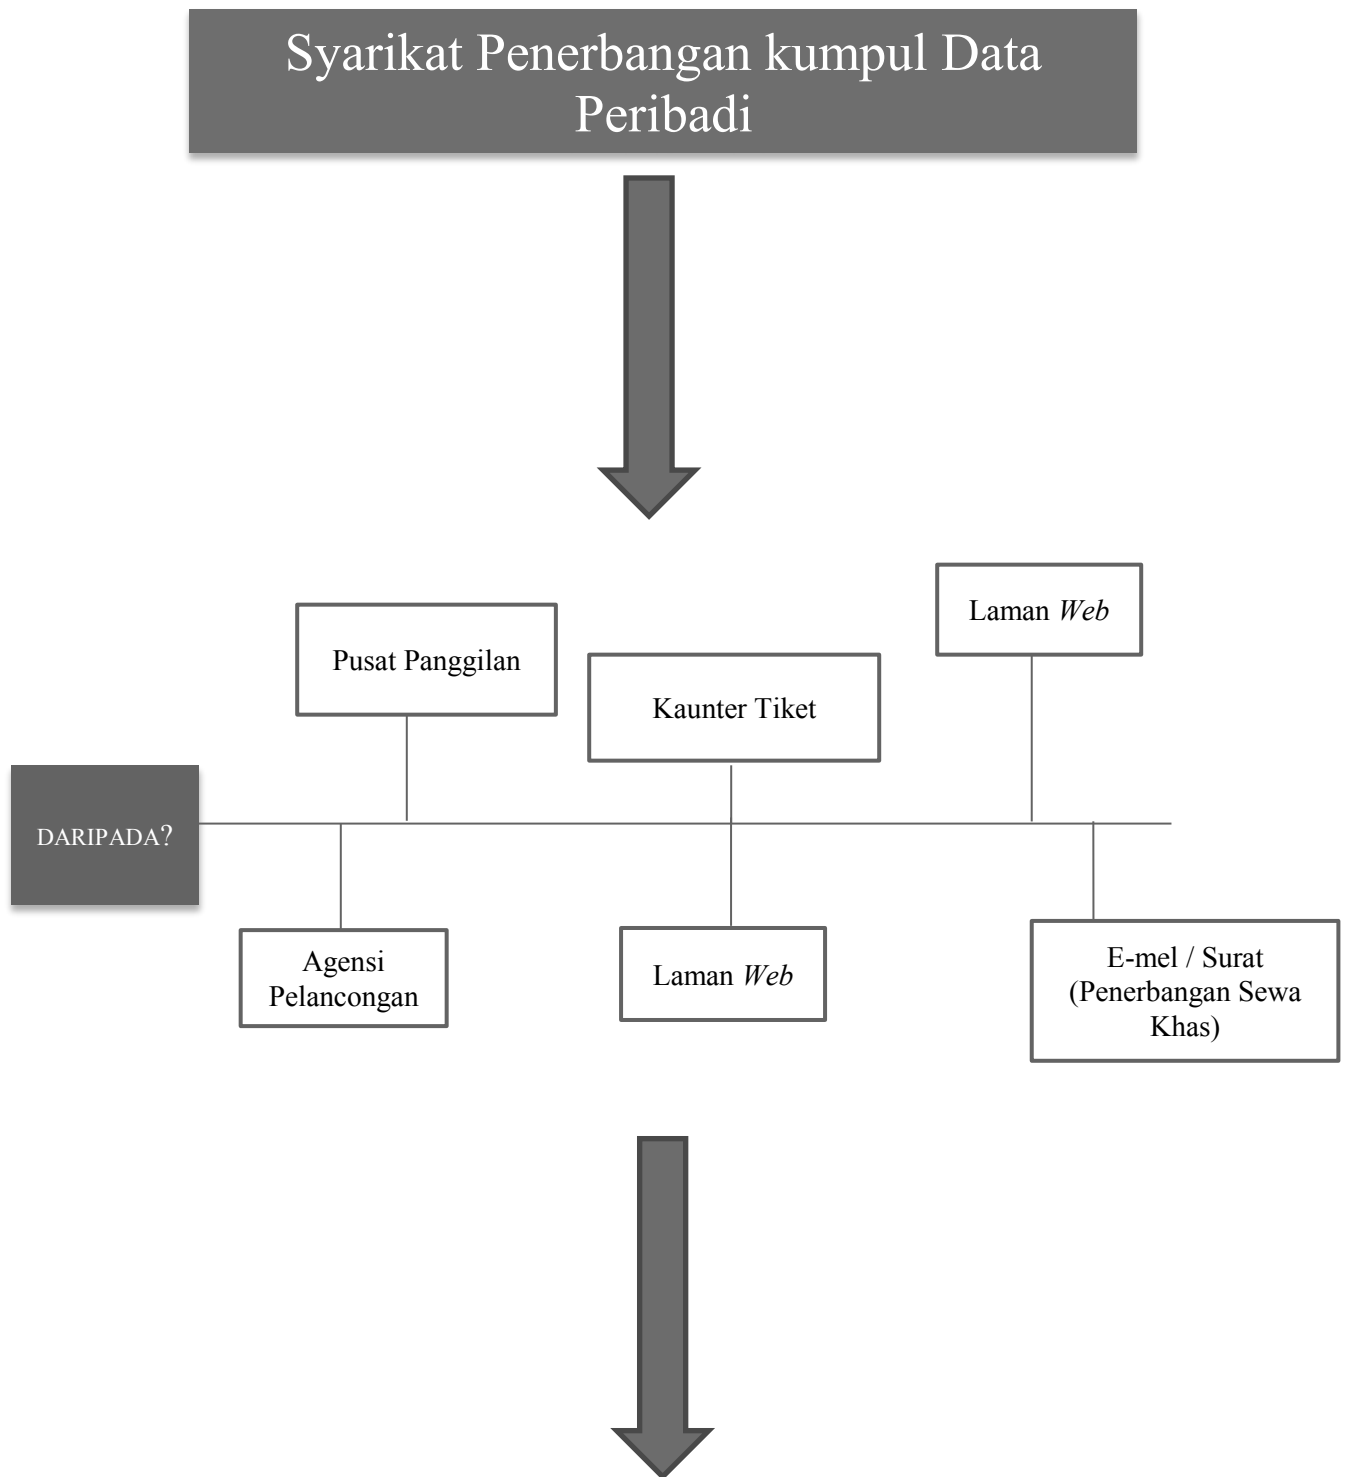 Syarikat Penerbangan kumpul Data
Peribadi
Laman Web
Pusat Panggilan
Kaunter Tiket
DARIPADA?
Agensi
Pelancongan
Laman Web
E-mel / Surat
(Penerbangan Sewa
Khas)